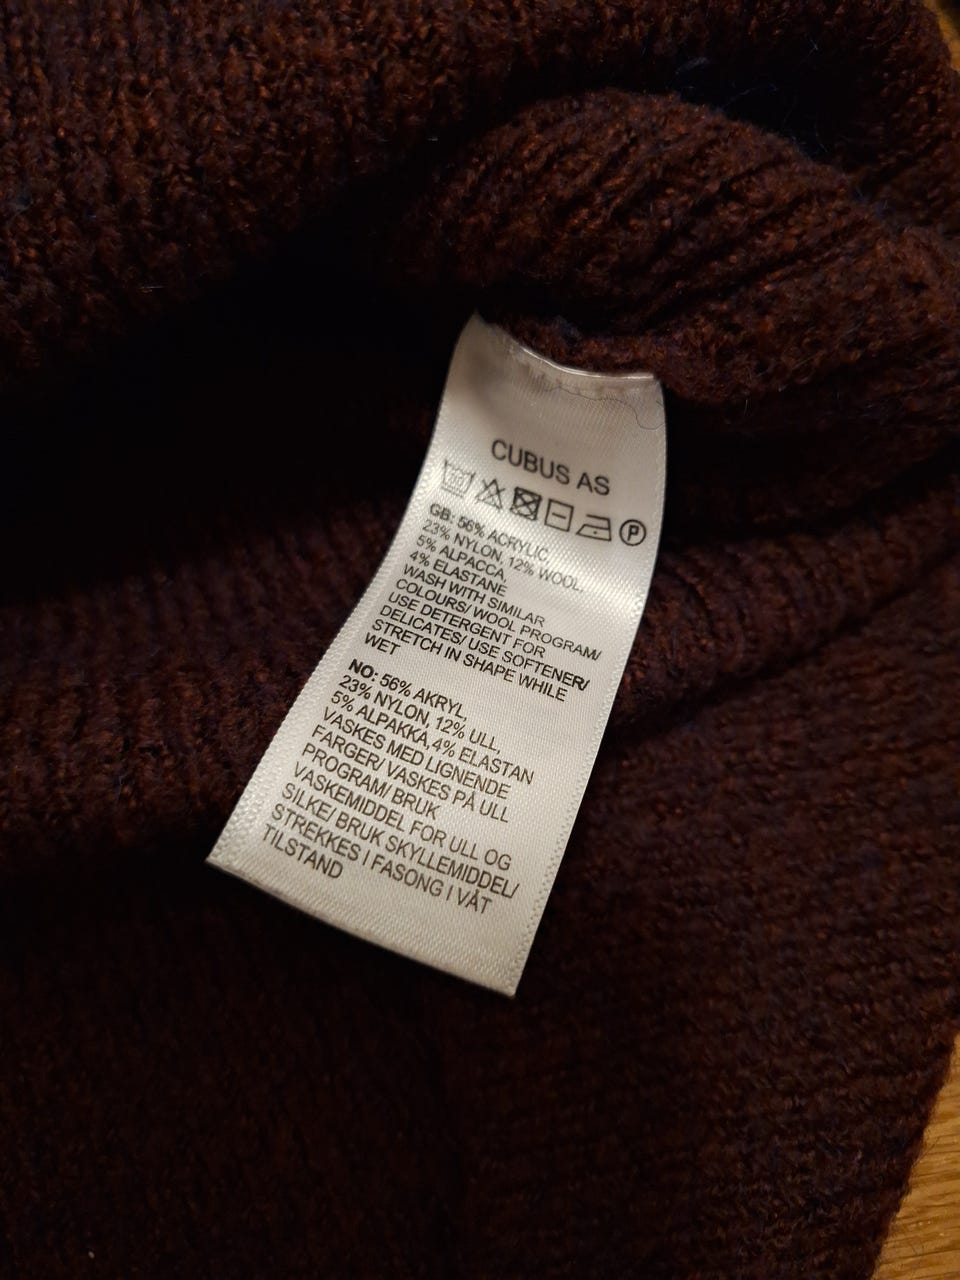 CUBUS AS
P
GB: 56% ACRYLIC,
23% NYLON, 12% WOOL,
5% ALPACCA,
4% ELASTANE
WASH WITH SIMILAR
COLOURS/ WOOL PROGRAM/
USE DETERGENT FOR
DELICATES/ USE SOFTENER/
STRETCH IN SHAPE WHILE
WET
NO: 56% AKRYL,
23% NYLON, 12% ULL,
5% ALPAKKA, 4% ELASTAN
VASKES MED LIGNENDE
FARGER/ VASKES PÅ ULL
PROGRAM/ BRUK
VASKEMIDDEL FOR ULL OG
SILKE/ BRUK SKYLLEMIDDEL/
STREKKES I FASONG I VÅT
TILSTAND